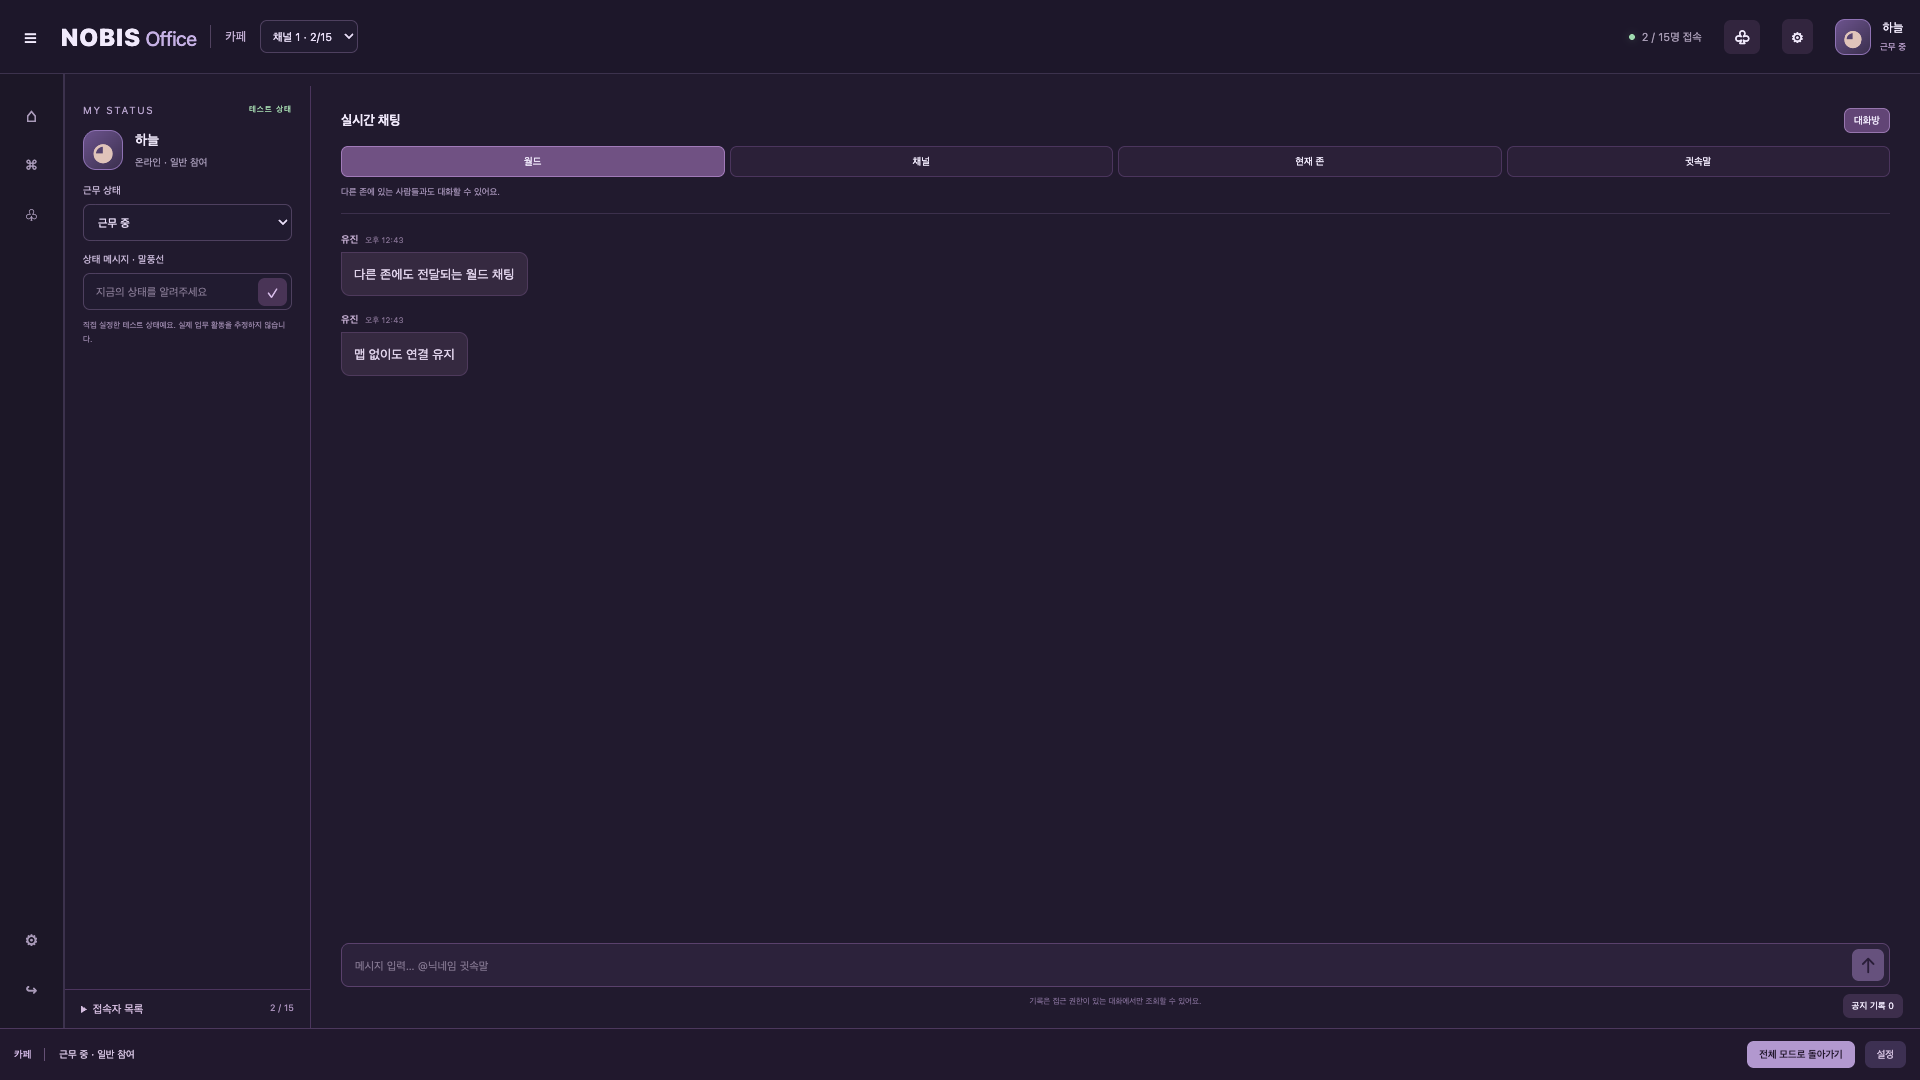 NOBIS Office
카페
채널 1 · 2/15
2 / 15명 접속
하늘
근무 중
MY STATUS
테스트 상태
하늘
온라인 · 일반 참여
근무 상태
근무 중
상태 메시지 · 말풍선
지금의 상태를 알려주세요
직접 설정한 테스트 상태예요. 실제 업무 활동을 추정하지 않습니
다.
접속자 목록
2 / 15
실시간 채팅
대화방
월드
채널
현재 존
귓속말
다른 존에 있는 사람들과도 대화할 수 있어요.
유진 오후 12:43
다른 존에도 전달되는 월드 채팅
유진 오후 12:43
맵 없이도 연결 유지
메시지 입력... @닉네임 귓속말
기록은 접근 권한이 있는 대화에서만 조회할 수 있어요.
공지 기록 0
카페
근무 중 · 일반 참여
전체 모드로 돌아가기
설정